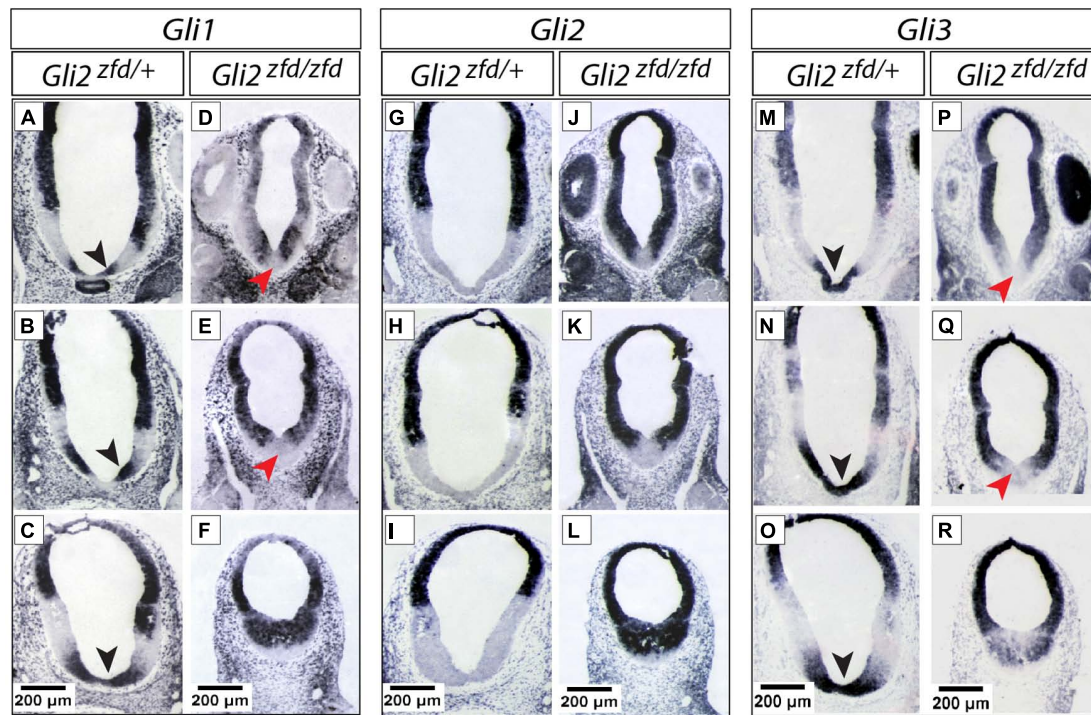 Gli1 Gli2 Gli3
Gli2 zfd/+ Gli2 zfd/zfd Gli2 zfd/+ Gli2 zfd/zfd Gli2 zfd/+ Gli2 zfd/zfd
A D G J M P
B E H K N Q
C F I L O R
200 µm 200 µm 200 µm 200 µm 200 µm 200 µm